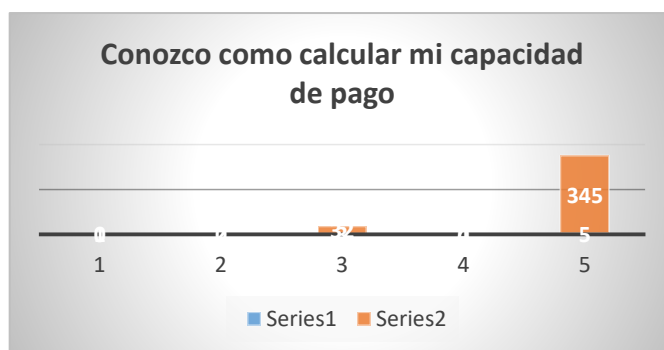 Conozco como calcular mi capacidad
de pago
345
5
1 2 3 4 5
Series1 Series2